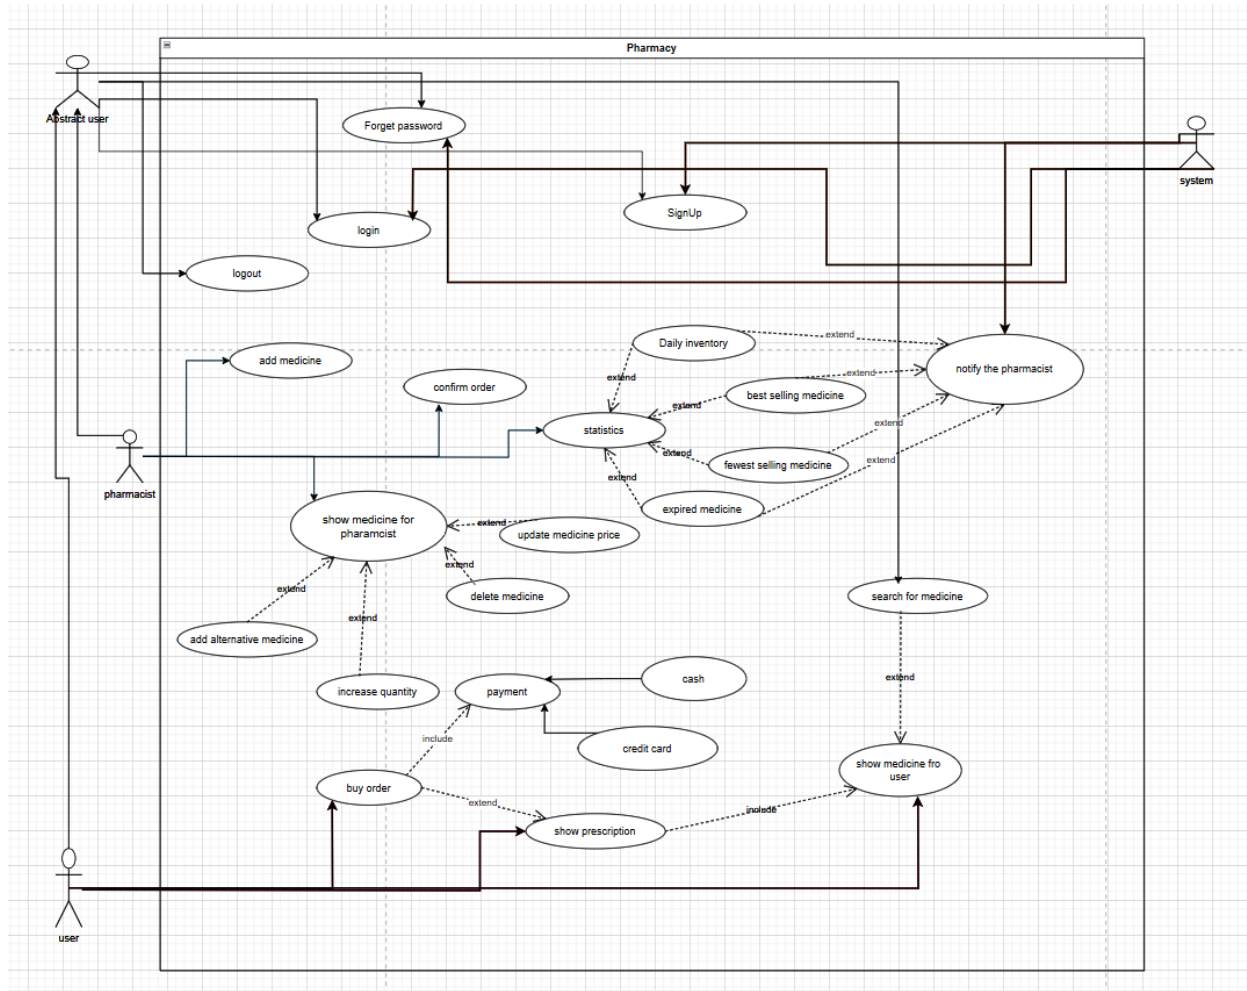 Pharmacy
Abstract user
Forget password
system
SignUp
login
logout
Daily inventory
extend
notify the pharmacist
add medicine
extend
extend
confirm order
best selling medicine
extend
statistics
extend
extend
fewest selling medicine
extend
extend
pharmacist
expired medicine
show medicine for
pharamcist
extend
update medicine price
extend
extend
delete medicine
search for medicine
extend
add alternative medicine
extend
cash
increase quantity
payment
include
credit card
show medicine fro
user
buy order
extend
include
show prescription
user